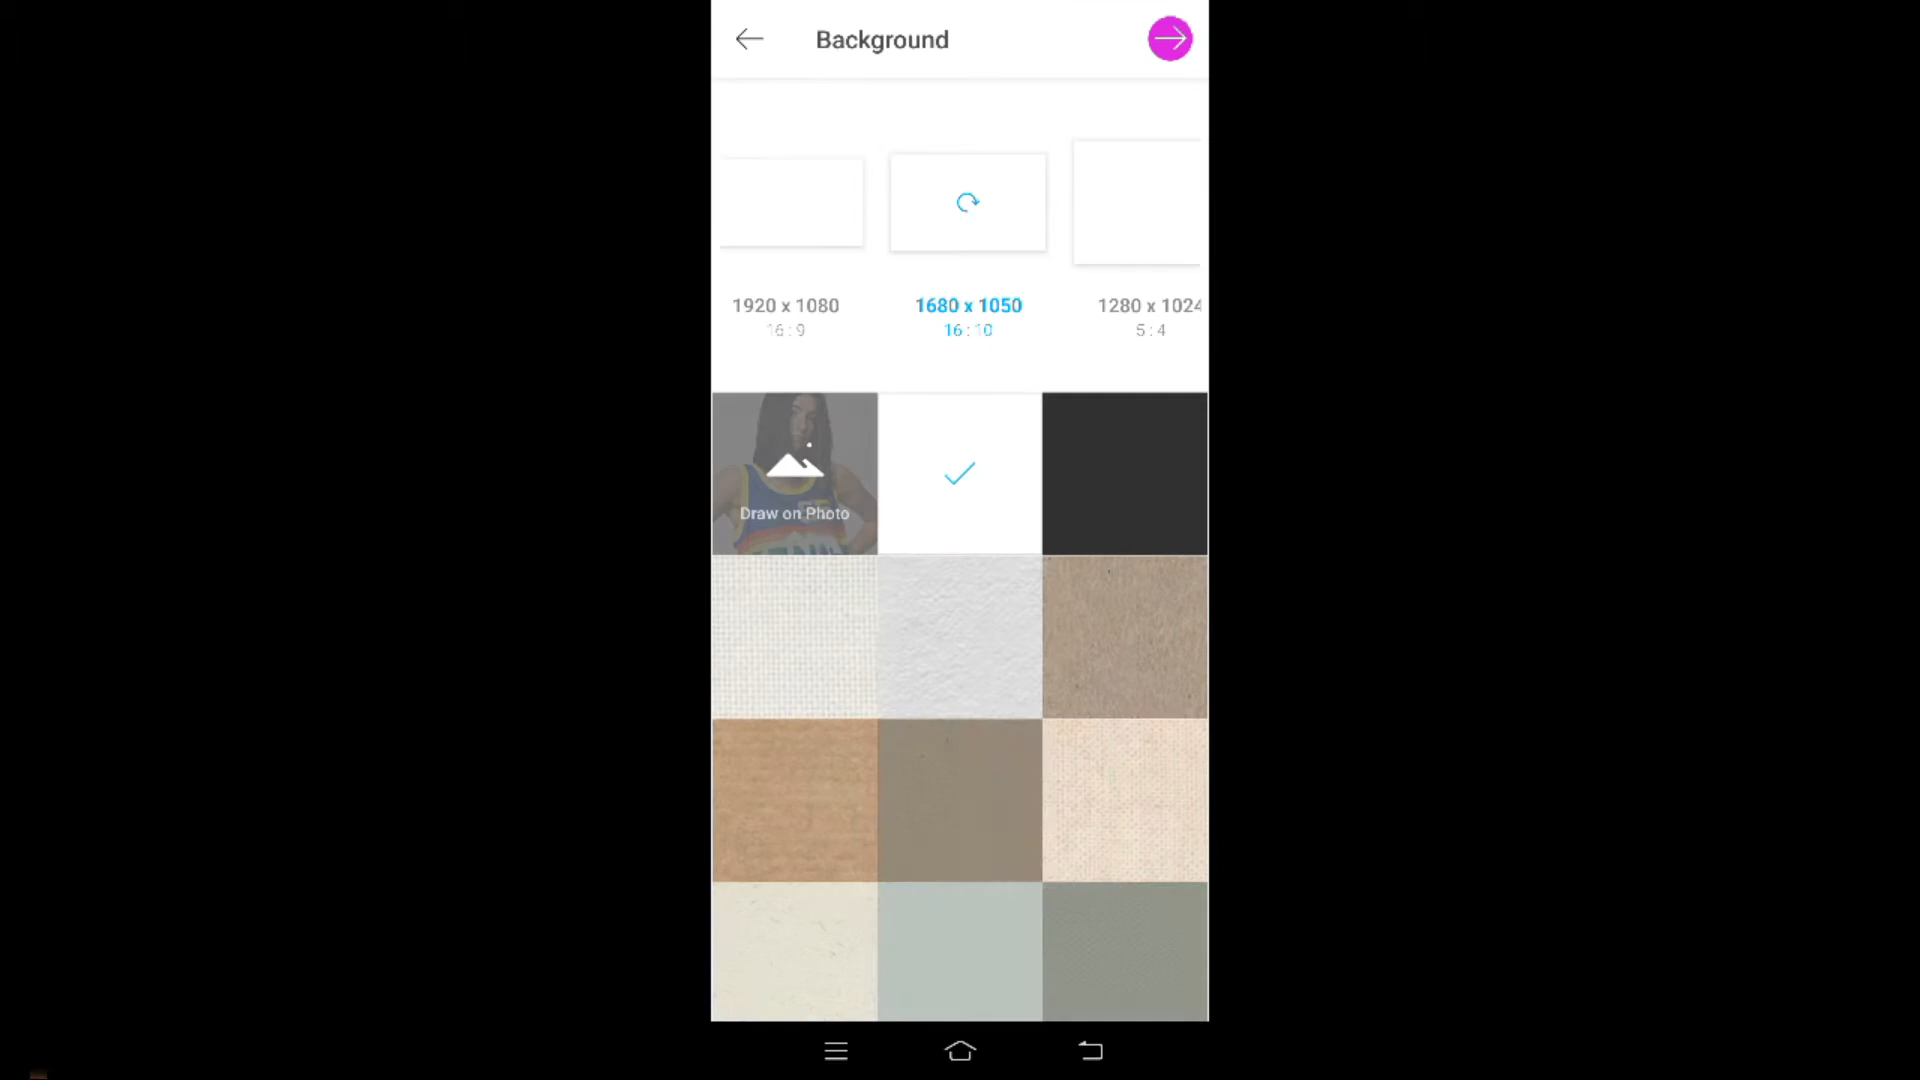 Background
1920 x 1080
16 : 9
1680 x 1050
16 : 10
1280 x 1024
5 : 4
Draw on Photo